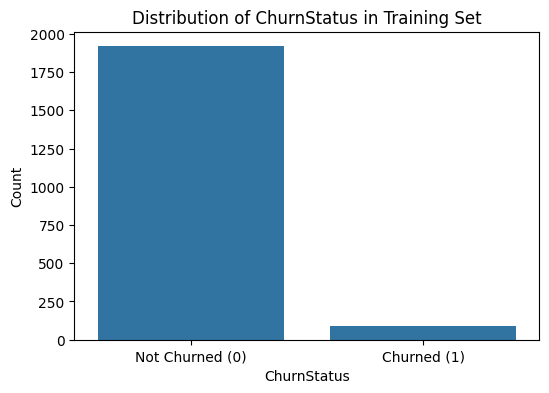 Distribution of ChurnStatus in Training Set
2000
1750
1500
1250
1000
750
500
250
0
Count
Not Churned (0)
Churned (1)
ChurnStatus